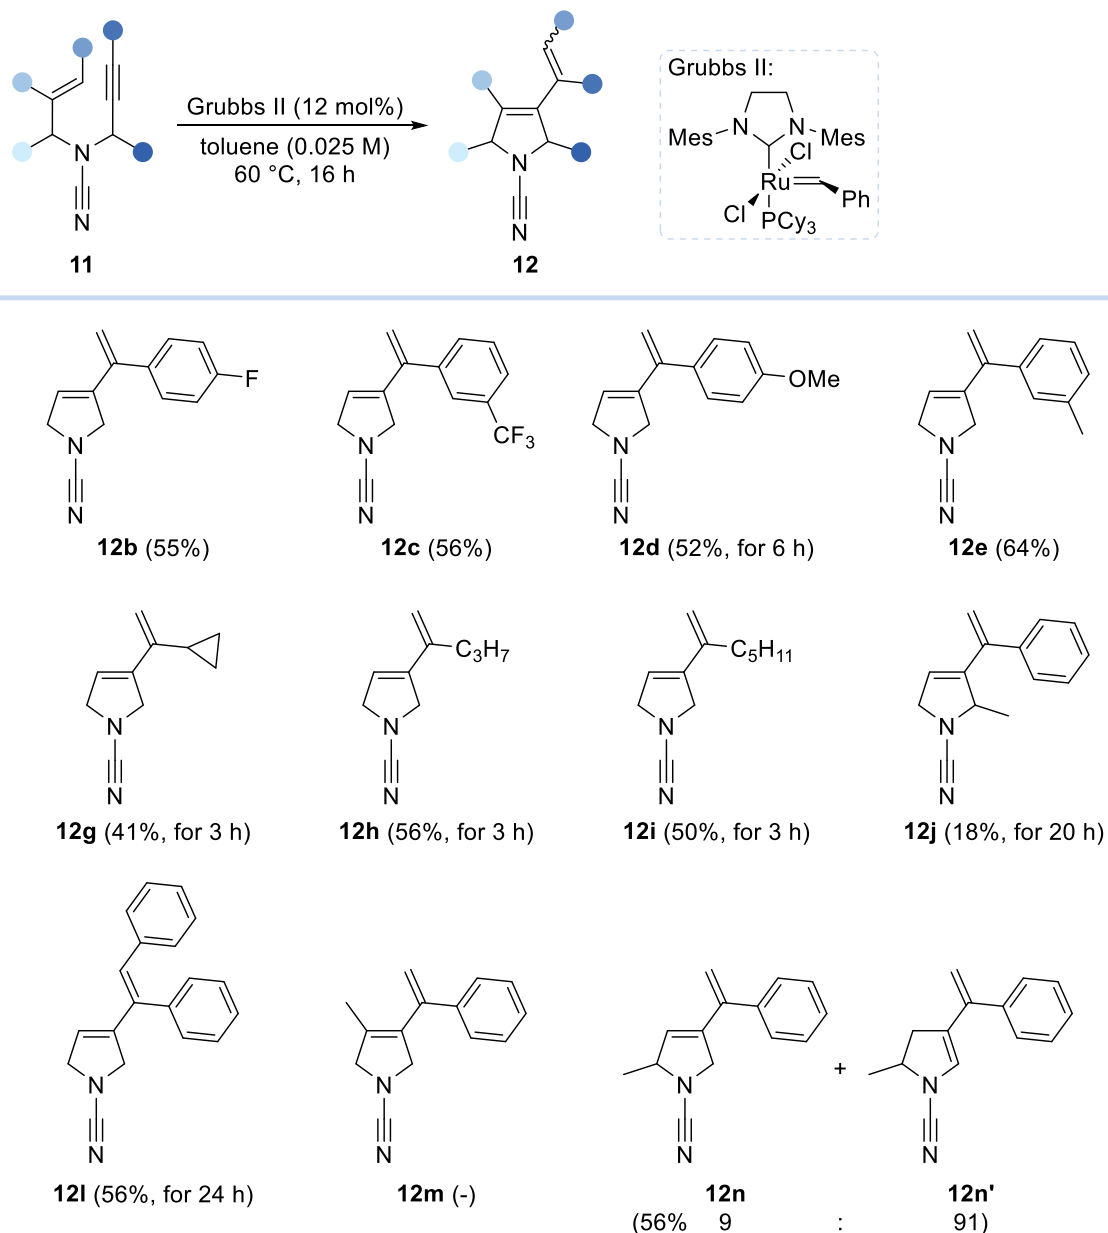 Grubbs II (12 mol%)
toluene (0.025 M)
60 °C, 16 h
N
N
11
N
N
12
Grubbs II:
N
N
Mes
Mes
Cl
Ru
Ph
Cl
PCy3
F
N
N
12b (55%)
CF3
N
N
12c (56%)
OMe
N
N
12d (52%, for 6 h)
N
N
12e (64%)
N
N
12g (41%, for 3 h)
C3H7
N
N
12h (56%, for 3 h)
C5H11
N
N
12i (50%, for 3 h)
N
N
12j (18%, for 20 h)
N
N
12l (56%, for 24 h)
N
N
12m (-)
N
N
+
N
N
12n 12n'
(56% 9 : 91)